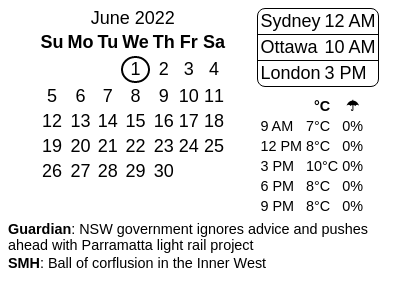 June 2022
Su Mo Tu We Th Fr Sa
1 2 3 4
5 6 7 8 9 10 11
12 13 14 15 16 17 18
19 20 21 22 23 24 25
26 27 28 29 30
Sydney 12 AM
Ottawa 10 AM
London 3 PM
°C ☂
9 AM 7°C 0%
12 PM 8°C 0%
3 PM 10°C 0%
6 PM 8°C 0%
9 PM 8°C 0%
Guardian: NSW government ignores advice and pushes
ahead with Parramatta light rail project
SMH: Ball of corflusion in the Inner West